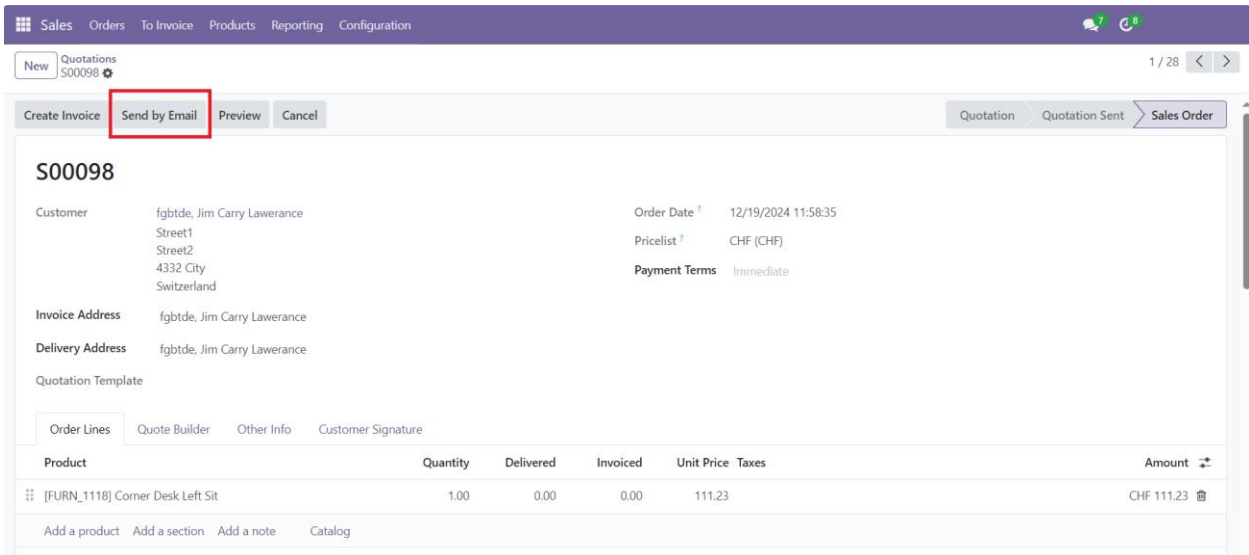 Sales Orders To Invoice Products Reporting Configuration 7 8
New Quotations 1 / 28
S00098
Create Invoice Send by Email Preview Cancel Quotation Quotation Sent Sales Order
S00098
Customer fgbtde, Jim Carry Lawerance Order Date ? 12/19/2024 11:58:35
Street1
Street2 Pricelist ? CHF (CHF)
4332 City
Switzerland Payment Terms Immediate
Invoice Address fgbtde, Jim Carry Lawerance
Delivery Address fgbtde, Jim Carry Lawerance
Quotation Template
Order Lines Quote Builder Other Info Customer Signature
Product Quantity Delivered Invoiced Unit Price Taxes Amount
[FURN_1118] Corner Desk Left Sit 1.00 0.00 0.00 111.23 CHF 111.23
Add a product Add a section Add a note Catalog